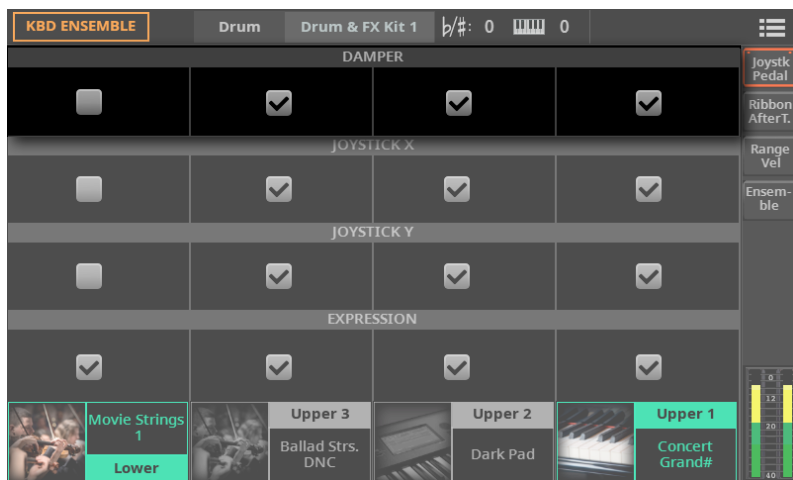 KBD ENSEMBLE
Drum
Drum & FX Kit 1
♭/#: 0
0
DAMPER
Joystk
Pedal
Ribbon
AfterT.
JOYSTICK X
Range
Vel
Ensem-
ble
JOYSTICK Y
EXPRESSION
0
12
20
40
Movie Strings
1
Lower
Upper 3
Ballad Strs.
DNC
Upper 2
Dark Pad
Upper 1
Concert
Grand#